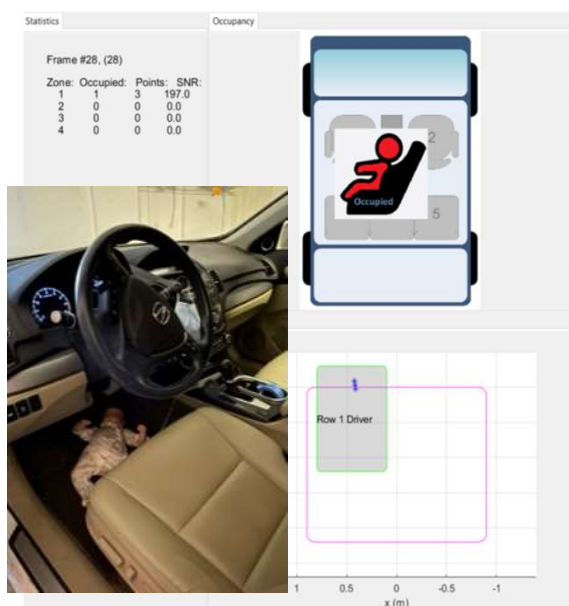 Statistics
Occupancy
Frame #28, (28)
Zone: Occupied: Points: SNR:
1 1 3 197.0
2 0 0 0.0
3 0 0 0.0
4 0 0 0.0
2
Occupied
5
Row 1 Driver
1 0.5 0 -0.5 -1
x (m)